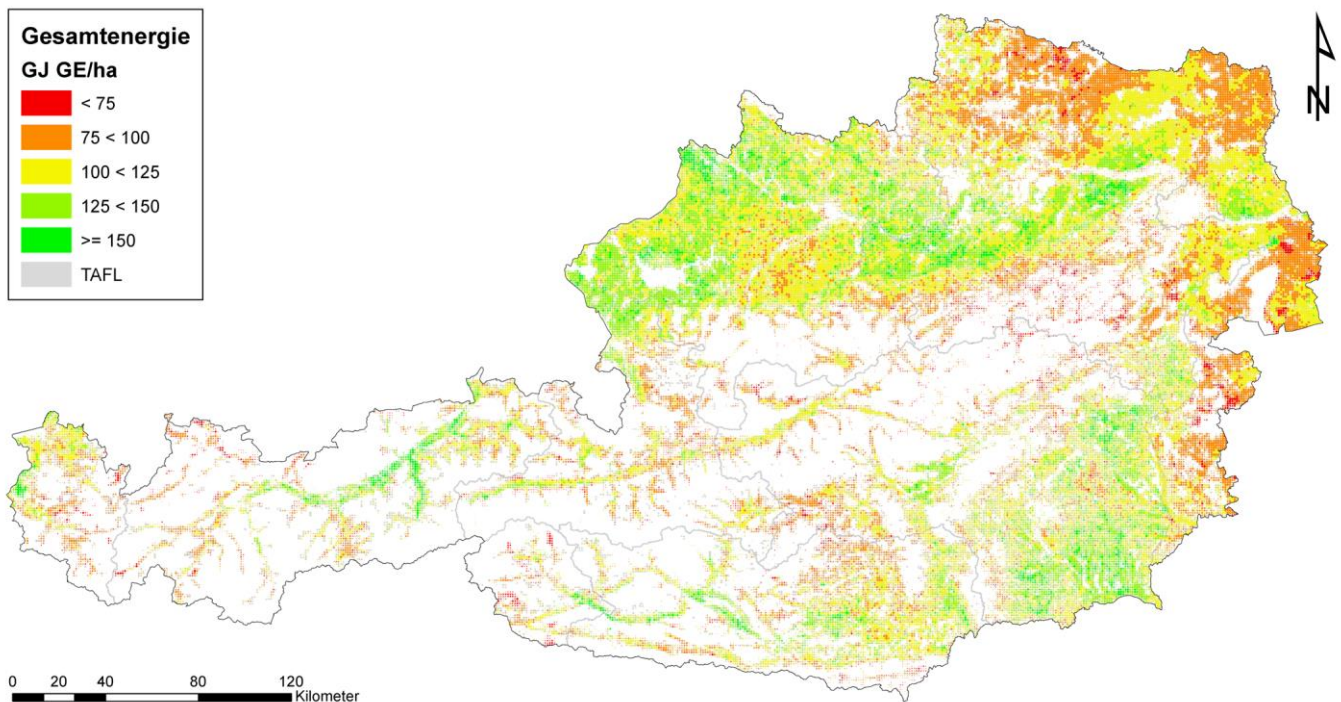 Gesamtenergie
GJ GE/ha
< 75
75 < 100
100 < 125
125 < 150
>= 150
TAFL
N
0 20 40 80 120
Kilometer